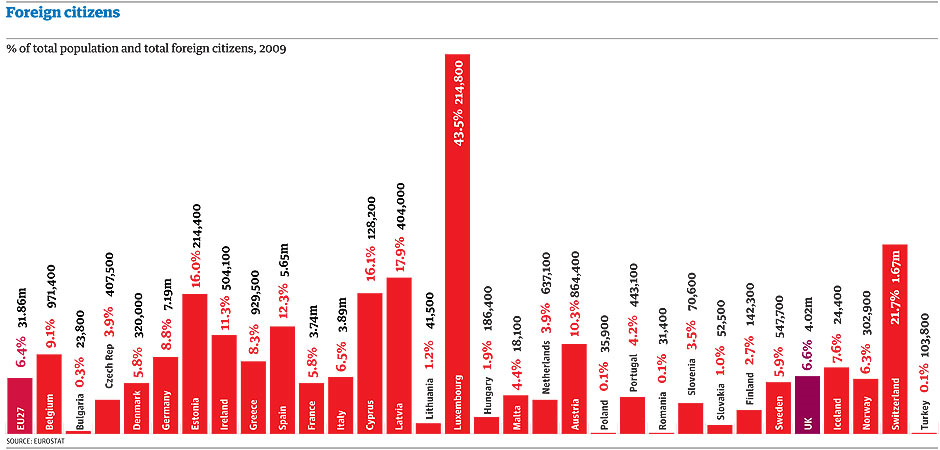 Foreign citizens
% of total population and total foreign citizens, 2009
EU27 6.4% 31.86m
Belgium 9.1% 971,400
Bulgaria 0.3% 23,800
Czech Rep 3.9% 407,500
Denmark 5.8% 320,000
Germany 8.8% 7.19m
Estonia 16.0% 214,400
Ireland 11.3% 504,100
Greece 8.3% 929,500
Spain 12.3% 5.65m
France 5.8% 3.74m
Italy 6.5% 3.89m
Cyprus 16.1% 128,200
Latvia 17.9% 404,000
Lithuania 1.2% 41,500
Luxembourg 43.5% 214,800
Hungary 1.9% 186,400
Malta 4.4% 18,100
Netherlands 3.9% 637,100
Austria 10.3% 864,400
Poland 0.1% 35,900
Portugal 4.2% 443,100
Romania 0.1% 31,400
Slovenia 3.5% 70,600
Slovakia 1.0% 52,500
Finland 2.7% 142,300
Sweden 5.9% 547,700
UK 6.6% 4.02m
Iceland 7.6% 24,400
Norway 6.3% 302,900
Switzerland 21.7% 1.67m
Turkey 0.1% 103,800
SOURCE: EUROSTAT